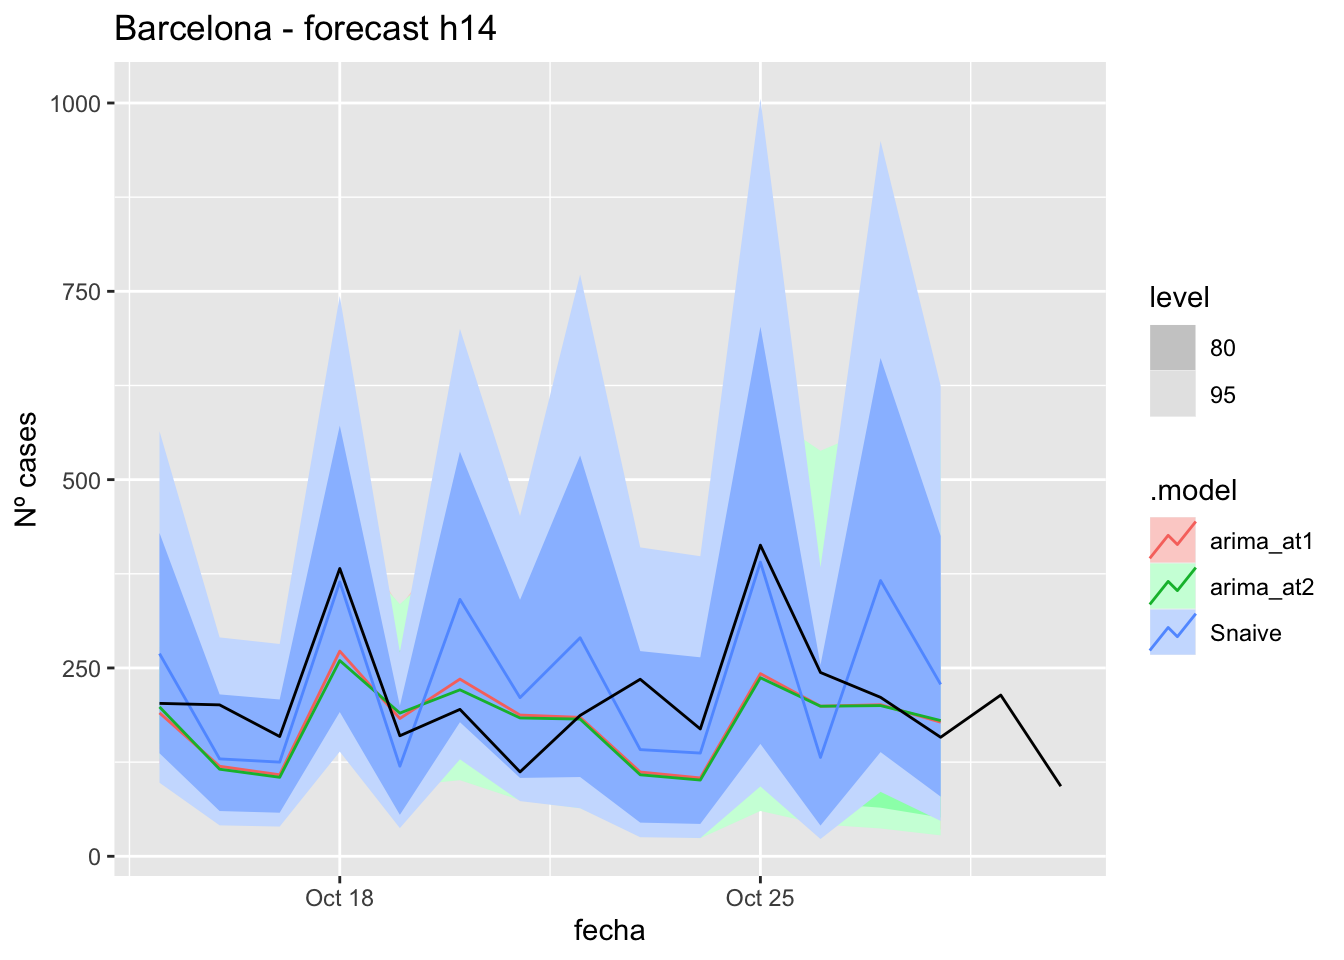 Barcelona - forecast h14
1000
750
500
250
0
Nº cases
Oct 18
Oct 25
fecha
level
80
95
.model
arima_at1
arima_at2
Snaive